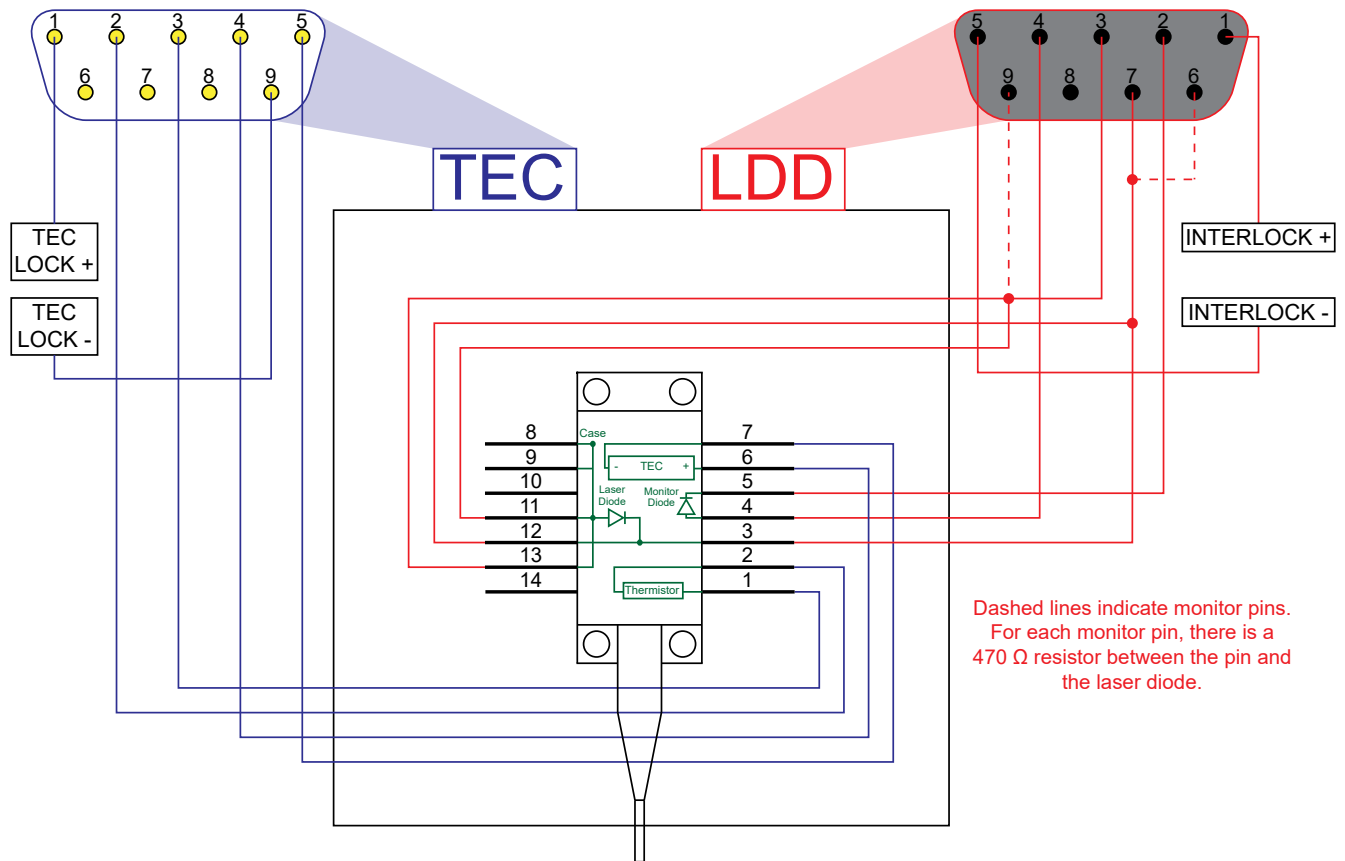 1 2 3 4 5
6 7 8 9
5 4 3 2 1
9 8 7 6
TEC
LDD
TEC
LOCK +
TEC
LOCK -
INTERLOCK +
INTERLOCK -
8
9
10
11
12
13
14
Case
- TEC +
Laser
Diode
Monitor
Diode
Thermistor
7
6
5
4
3
2
1
Dashed lines indicate monitor pins.
For each monitor pin, there is a
470 Ω resistor between the pin and
the laser diode.